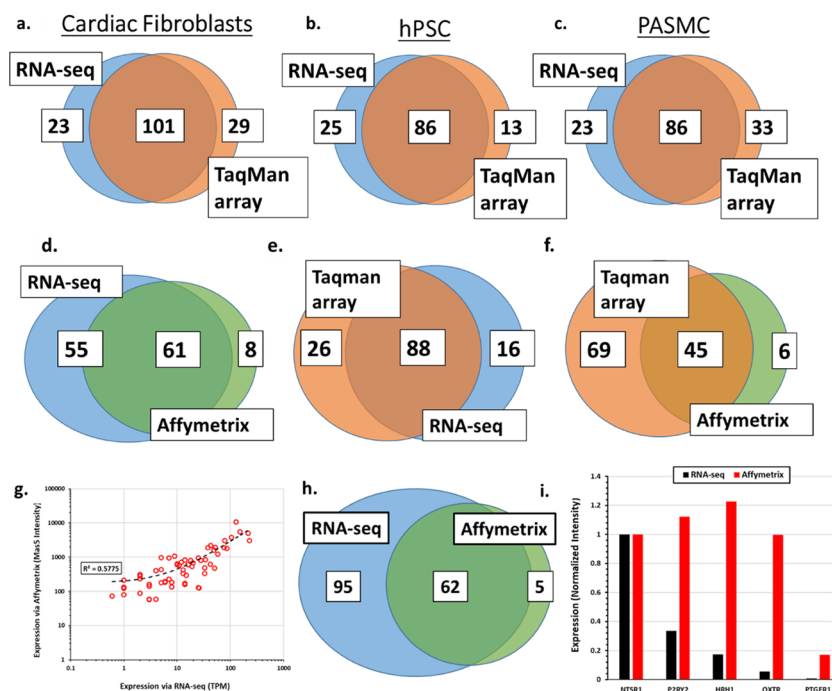 a.
Cardiac Fibroblasts
b.
hPSC
c.
PASMC
RNA-seq
23
101
29
TaqMan
array
RNA-seq
25
86
13
TaqMan
array
RNA-seq
23
86
33
TaqMan
array
d.
RNA-seq
55
61
8
Affymetrix
e.
Taqman
array
26
88
16
RNA-seq
f.
Taqman
array
69
45
6
Affymetrix
g.
Expression via Affymetrix (Mas5 Intensity)
100000
10000
1000
100
10
1
R² = 0.5775
0.1
1
10
100
1000
Expression via RNA-seq (TPM)
h.
RNA-seq
Affymetrix
95
62
5
i.
RNA-seq
Affymetrix
Expression (Normalized Intensity)
1.4
1.2
1
0.8
0.6
0.4
0.2
0
NTSR1
P2RY2
HRH1
OXTR
PTGER1